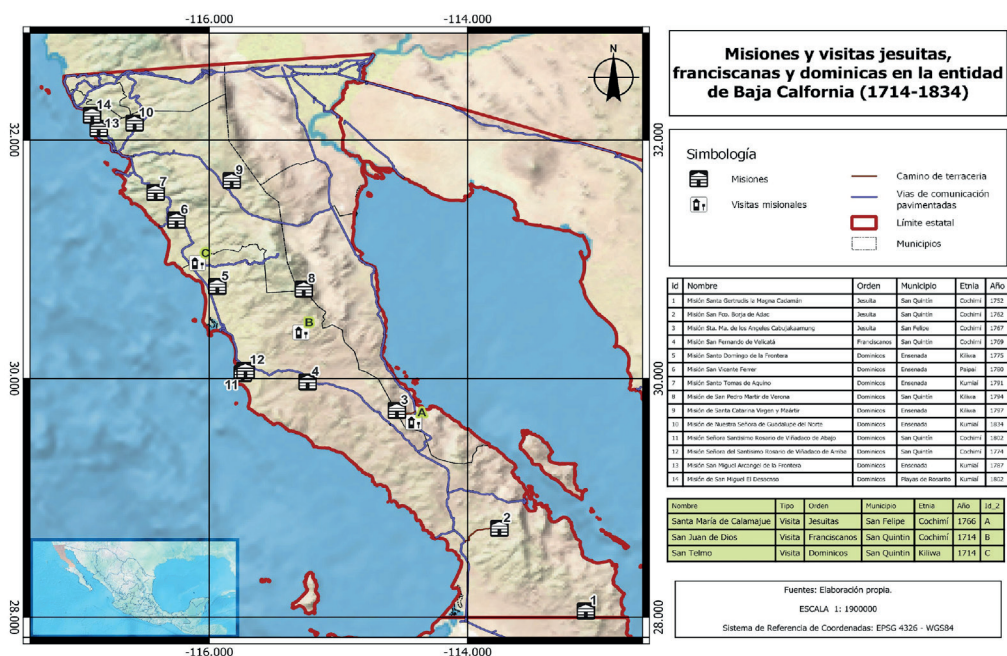 -116.000
-114.000
32.000
30.000
28.000
32.000
30.000
28.000
-116.000
-114.000
N
14
13
10
9
7
6
C
5
8
B
12
11
4
3
A
2
1
Misiones y visitas jesuitas,
franciscanas y dominicas en la entidad
de Baja Calfornia (1714-1834)
Simbología
Misiones
Visitas misionales
Camino de terraceria
Vias de comunicación
pavimentadas
Límite estatal
Municipios
Id Nombre Orden Municipio Etnia Año
1 Misión Santa Gertrudis la Magna Cadamán Jesuita San Quintín Cochimí 1752
2 Misión San Fco. Borja de Adac Jesuita San Quintín Cochimí 1762
3 Misión Sta. Ma. de los Angeles Cabujakaamung Jesuita San Felipe Cochimí 1767
4 Misión San Fernando de Velicatá Franciscanos San Quintín Cochimí 1769
5 Misión Santo Domingo de la Frontera Dominicos Ensenada Kiliwa 1775
6 Misión San Vicente Ferrer Dominicos Ensenada Paipai 1780
7 Misión Santo Tomas de Aquino Dominicos Ensenada Kumiai 1791
8 Misión de San Pedro Martir de Verona Dominicos San Quintín Kiliwa 1794
9 Misión de Santa Catarina Virgen y Maártir Dominicos Ensenada Kiliwa 1797
10 Misión de Nuestra Señora de Guadalupe del Norte Dominicos Ensenada Kumiai 1834
11 Misión Señora Santísimo Rosario de Viñadaco de Abajo Dominicos San Quintín Cochimí 1802
12 Misión Señora del Santísimo Rosario de Viñadaco de Arriba Dominicos San Quintín Cochimí 1774
13 Misión San Miguel Arcangel de la Frontera Dominicos Ensenada Kumiai 1787
14 Misión de San Miguel El Descanso Dominicos Playas de Rosarito Kumiai 1802
Nombre Tipo Orden Municipio Etnia Año Id_2
Santa María de Calamajue Visita Jesuitas San Felipe Cochimí 1766 A
San Juan de Dios Visita Franciscanos San Quintin Cochimí 1714 B
San Telmo Visita Dominicos San Quintin Kiliwa 1714 C
Fuentes: Elaboración propia.
ESCALA 1: 1900000
Sistema de Referencia de Coordenadas: EPSG 4326 - WGS84